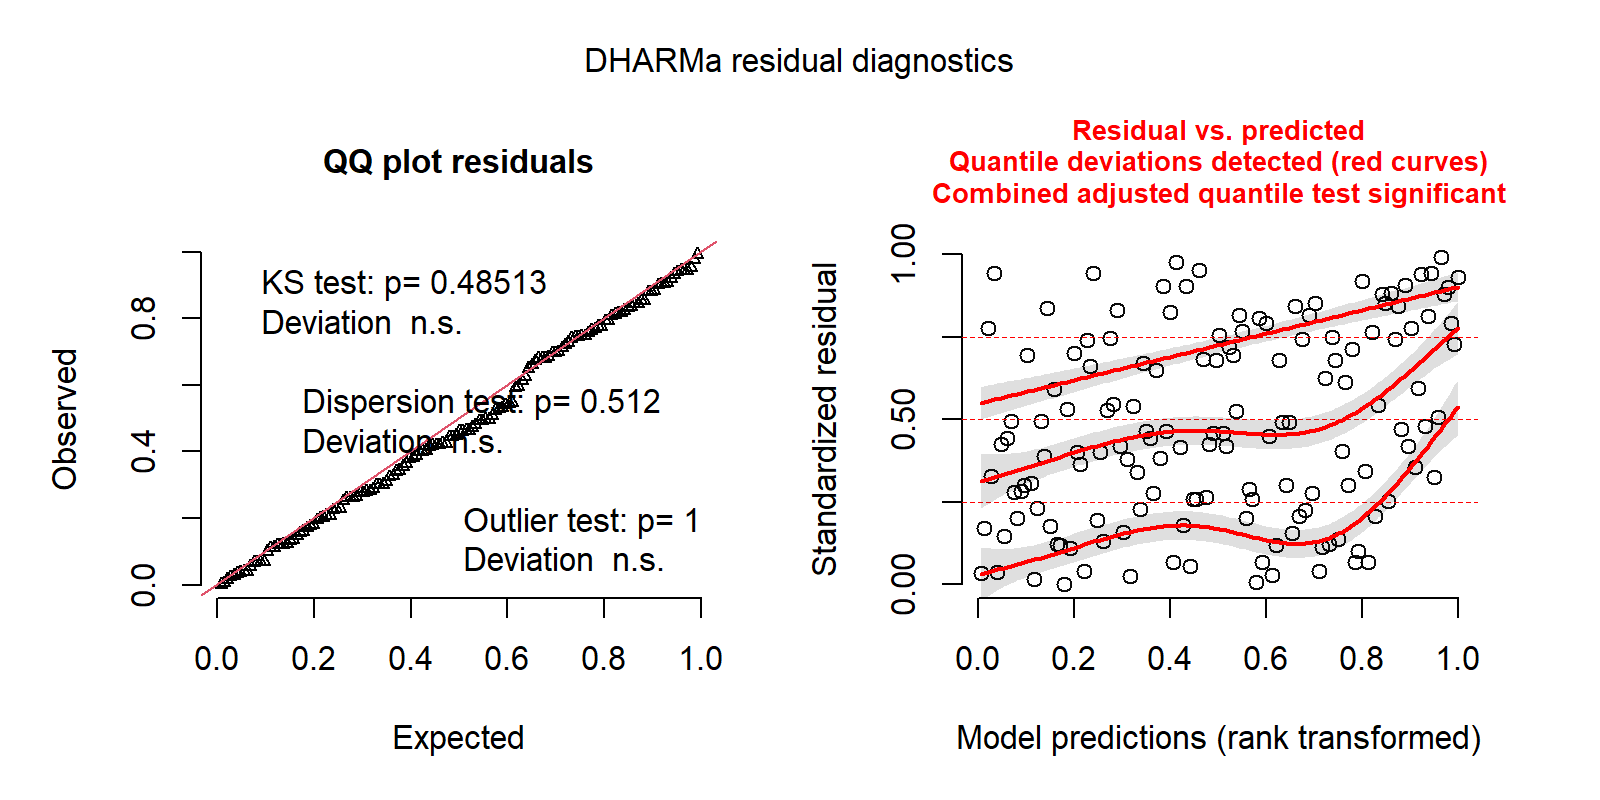 DHARMa residual diagnostics
QQ plot residuals
KS test: p= 0.48513
Deviation n.s.
Dispersion test: p= 0.512
Deviation n.s.
Outlier test: p= 1
Deviation n.s.
Observed
0.0 0.4 0.8
0.0 0.2 0.4 0.6 0.8 1.0
Expected
Residual vs. predicted
Quantile deviations detected (red curves)
Combined adjusted quantile test significant
Standardized residual
0.00 0.50 1.00
0.0 0.2 0.4 0.6 0.8 1.0
Model predictions (rank transformed)